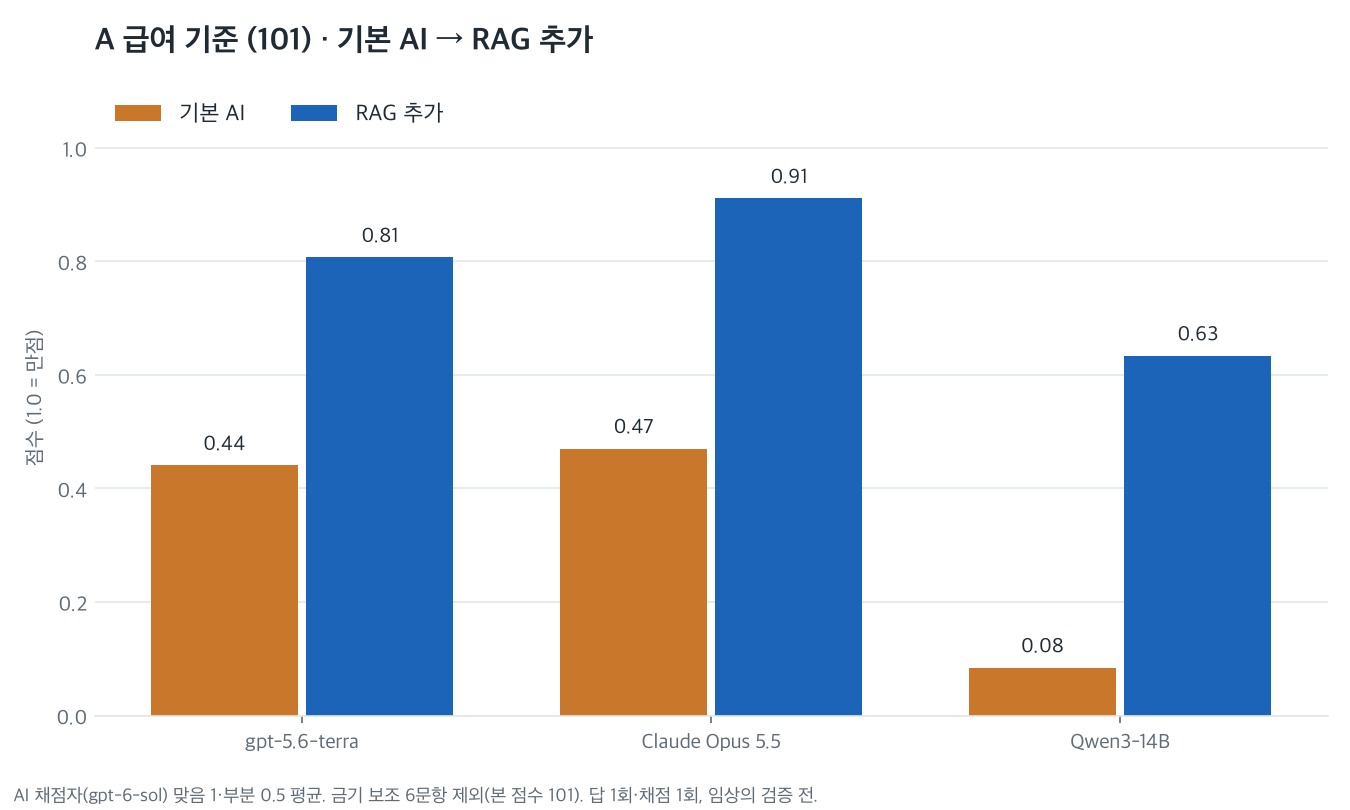 A 급여 기준 (101) · 기본 AI → RAG 추가
기본 AI
RAG 추가
점수 (1.0 = 만점)
1.0
0.8
0.6
0.4
0.2
0.0
0.44
0.81
0.47
0.91
0.08
0.63
gpt-5.6-terra
Claude Opus 5.5
Qwen3-14B
AI 채점자(gpt-6-sol) 맞음 1·부분 0.5 평균. 금기 보조 6문항 제외(본 점수 101). 답 1회·채점 1회, 임상의 검증 전.